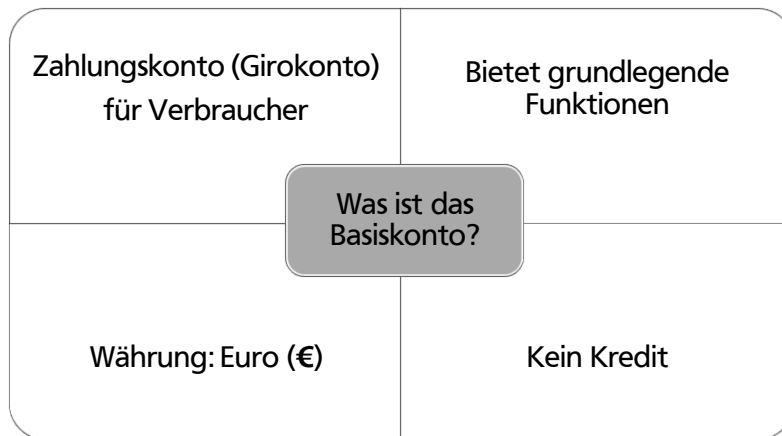 Zahlungskonto (Girokonto)
für Verbraucher
Bietet grundlegende
Funktionen
Was ist das
Basiskonto?
Währung: Euro (€)
Kein Kredit